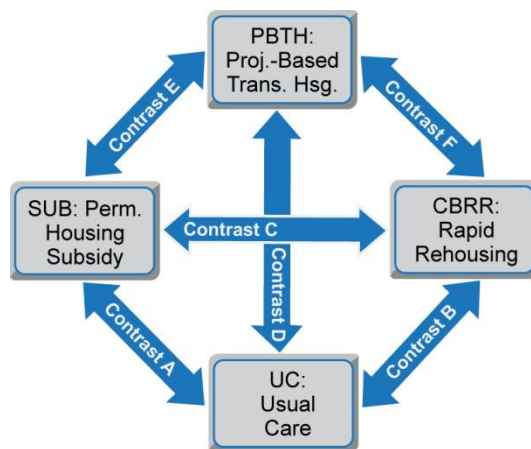 PBTH:
Proj.-Based
Trans. Hsg.
Contrast E
Contrast F
SUB: Perm.
Housing
Subsidy
Contrast C
CBRR:
Rapid
Rehousing
Contrast D
Contrast A
Contrast B
UC:
Usual
Care